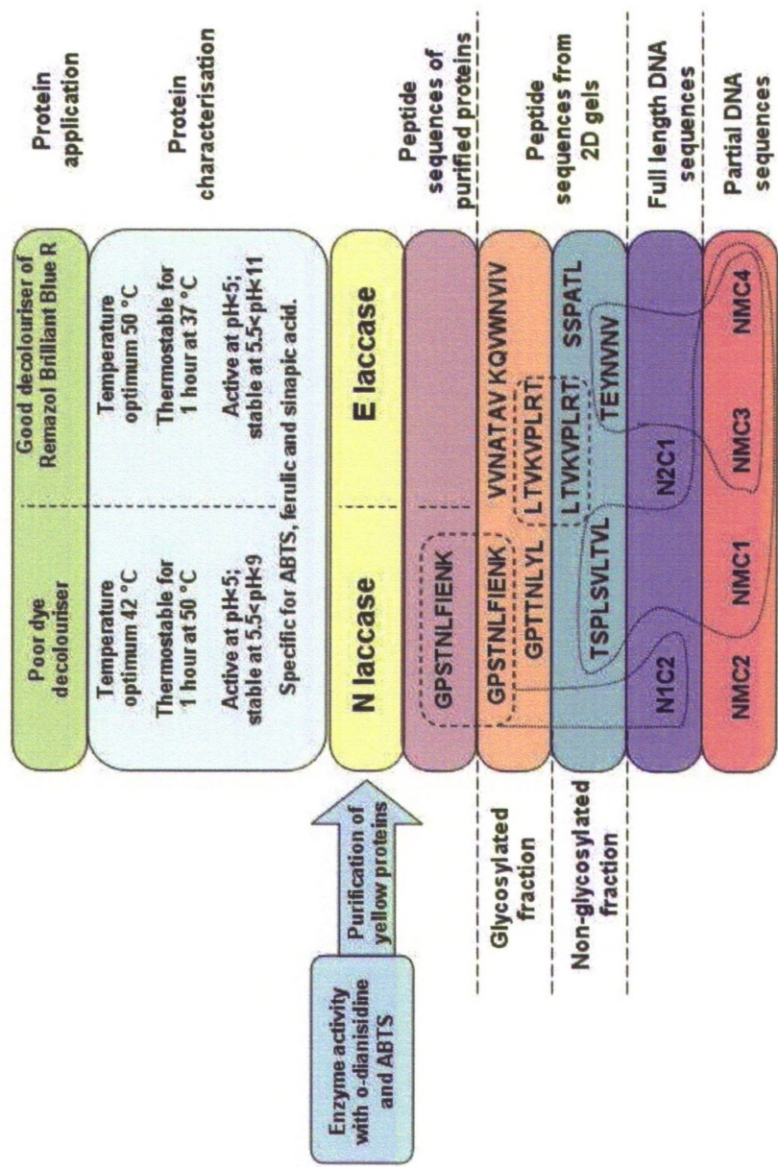 Poor dye
decolouriser
Good decolouriser of
Remazol Brilliant Blue R
Protein
application
Temperature
optimum 42 °C
Thermostable for
1 hour at 50 °C
Active at pH<5;
stable at 5.5<pH<9
Temperature
optimum 50 °C
Thermostable for
1 hour at 37 °C
Active at pH<5;
stable at 5.5<pH<11
Specific for ABTS, ferulic and sinapic acid.
Protein
characterisation
Enzyme activity
with o-dianisidine
and ABTS
Purification of
yellow proteins
N laccase
E laccase
GPSTNLFIENK
Peptide
sequences of
purified proteins
Glycosylated
fraction
GPSTNLFIENK
VVNATAV KQVWNVIV
GPTTNLYL
LTVKVPLRT
Peptide
sequences from
2D gels
Non-glycosylated
fraction
LTVKVPLRT
SSPATL
TSPLSVLTVL
TEYNVNV
N1C2
N2C1
Full length DNA
sequences
NMC2
NMC1
NMC3
NMC4
Partial DNA
sequences